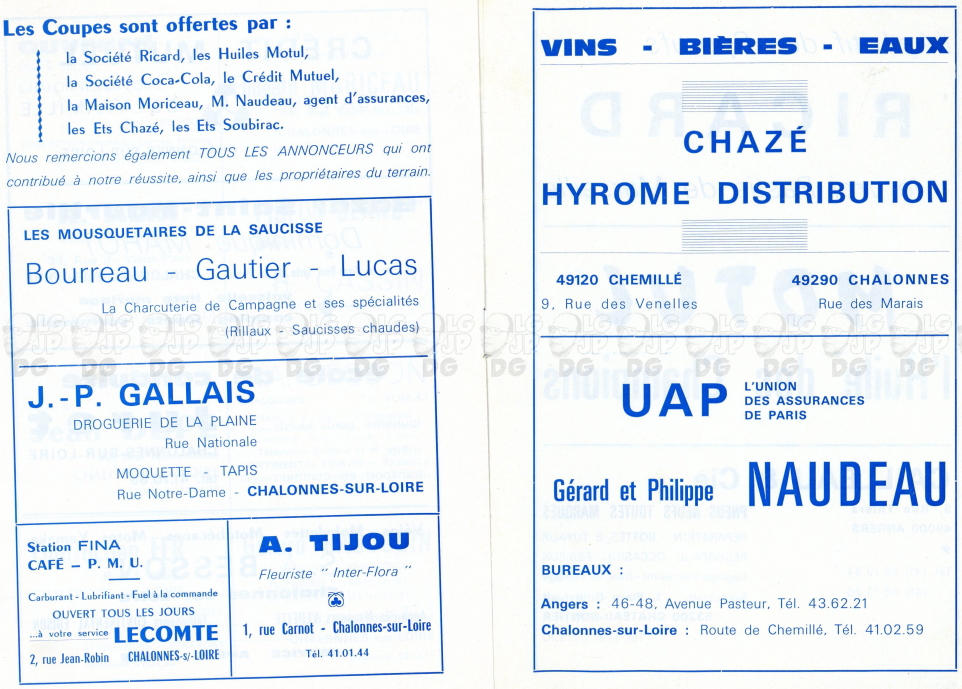 Les Coupes sont offertes par :
la Société Ricard, les Huiles Motul,
la Société Coca-Cola, le Crédit Mutuel,
la Maison Moriceau, M. Naudeau, agent d'assurances,
les Ets Chazé, les Ets Soubirac.
Nous remercions également TOUS LES ANNONCEURS qui ont
contribué à notre réussite, ainsi que les propriétaires du terrain.
LES MOUSQUETAIRES DE LA SAUCISSE
Bourreau - Gautier - Lucas
La Charcuterie de Campagne et ses spécialités
(Rillaux - Saucisses chaudes)
J.-P. GALLAIS
DROGUERIE DE LA PLAINE
Rue Nationale
MOQUETTE - TAPIS
Rue Notre-Dame - CHALONNES-SUR-LOIRE
Station FINA
CAFÉ – P. M. U.
Carburant - Lubrifiant - Fuel à la commande
OUVERT TOUS LES JOURS
...à votre service LECOMTE
2, rue Jean-Robin CHALONNES-s/-LOIRE
A. TIJOU
Fleuriste " Inter-Flora "
1, rue Carnot - Chalonnes-sur-Loire
Tél. 41.01.44
VINS - BIÈRES - EAUX
CHAZÉ
HYROME DISTRIBUTION
49120 CHEMILLÉ
9, Rue des Venelles
49290 CHALONNES
Rue des Marais
UAP L'UNION
DES ASSURANCES
DE PARIS
Gérard et Philippe NAUDEAU
BUREAUX :
Angers : 46-48, Avenue Pasteur, Tél. 43.62.21
Chalonnes-sur-Loire : Route de Chemillé, Tél. 41.02.59